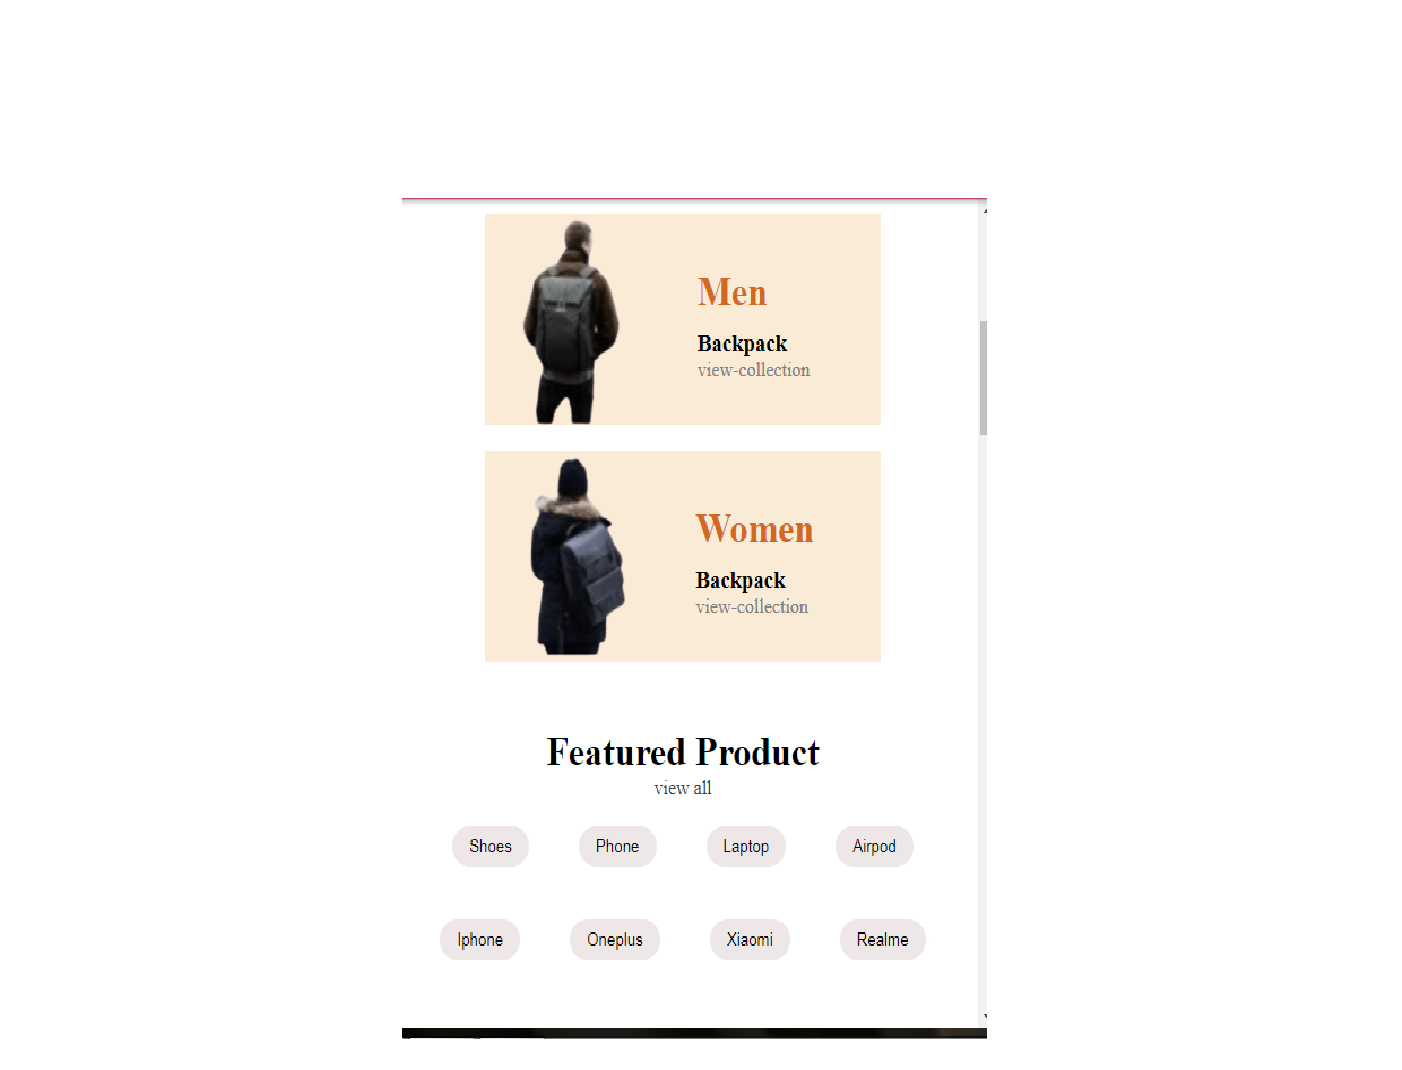 Men
Backpack
view-collection
Women
Backpack
view-collection
Featured Product
view all
Shoes Phone Laptop Airpod
Iphone Oneplus Xiaomi Realme